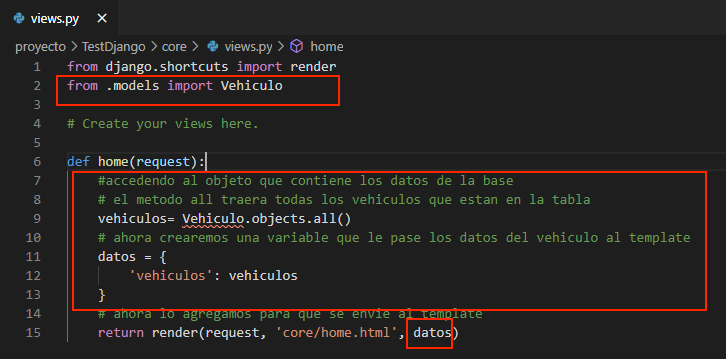 views.py ×
proyecto > TestDjango > core > views.py > home
1 from django.shortcuts import render
2 from .models import Vehiculo
3
4 # Create your views here.
5
6 def home(request):
7 #accedendo al objeto que contiene los datos de la base
8 # el metodo all traera todas los vehiculos que estan en la tabla
9 vehiculos= Vehiculo.objects.all()
10 # ahora crearemos una variable que le pase los datos del vehiculo al template
11 datos = {
12 'vehiculos': vehiculos
13 }
14 # ahora lo agregamos para que se envie al template
15 return render(request, 'core/home.html', datos)